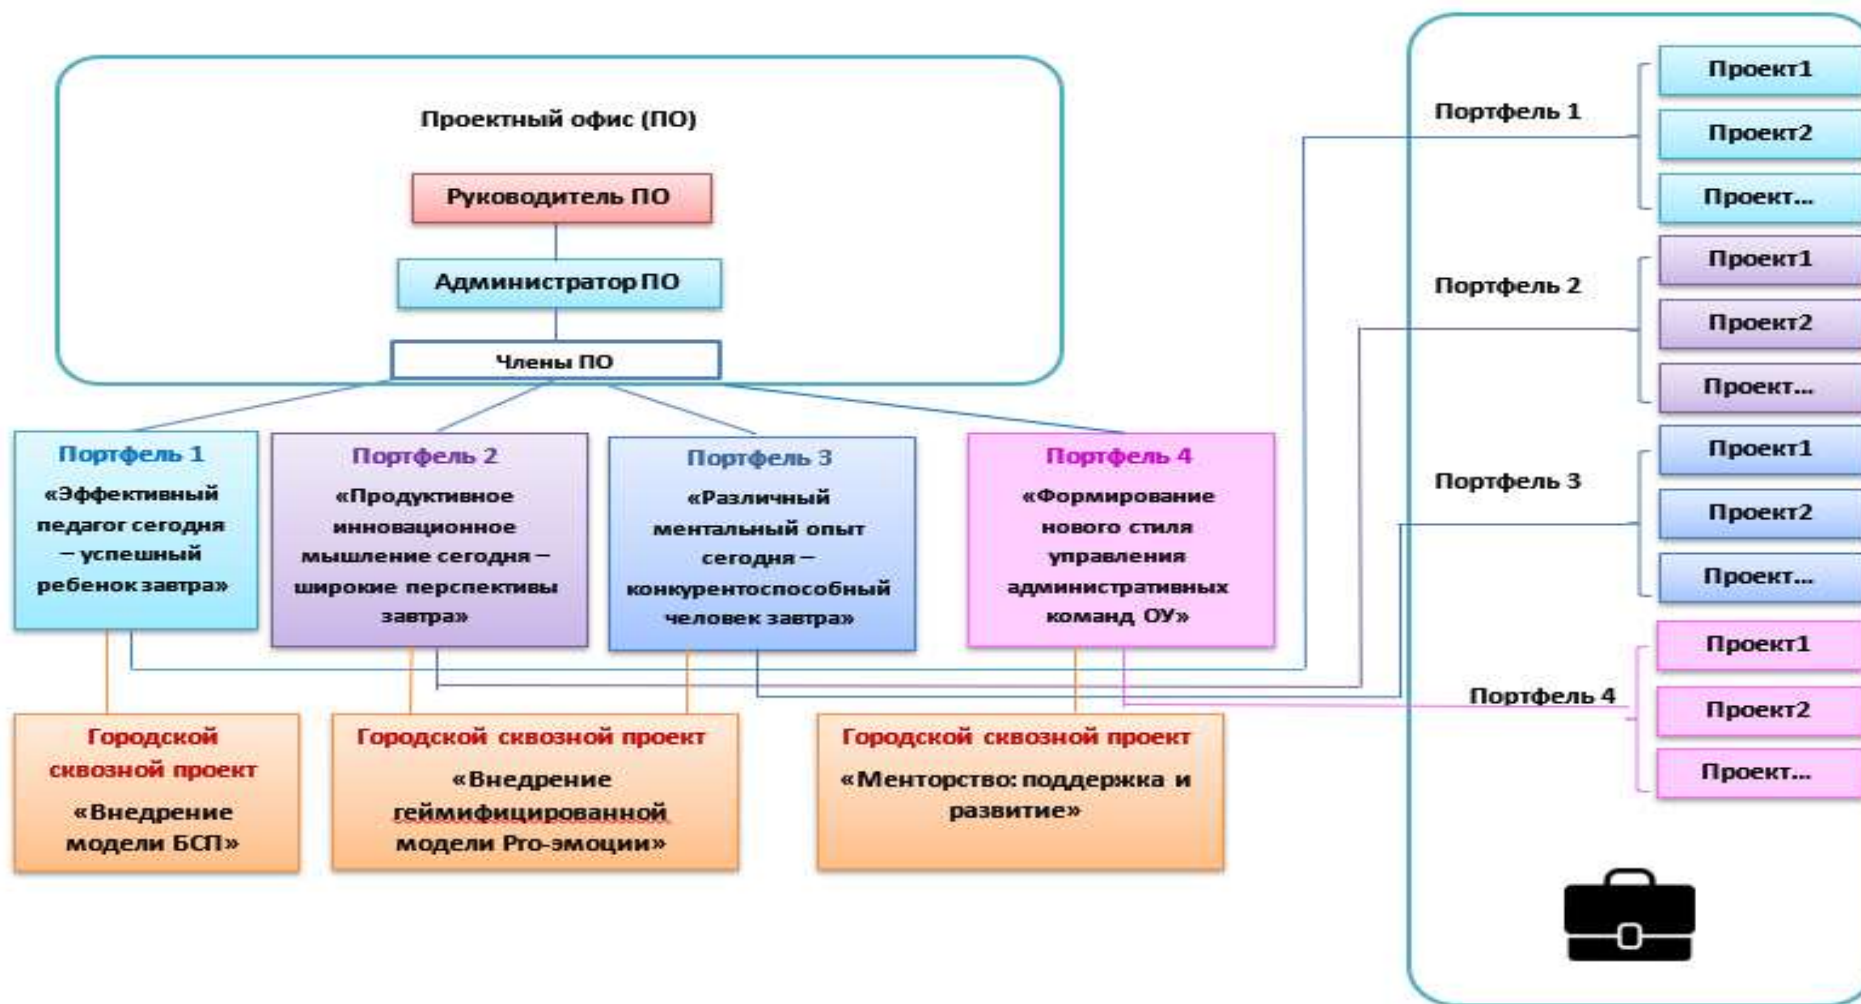 Проектный офис (ПО)
Руководитель ПО
Администратор ПО
Члены ПО
Портфель 1
«Эффективный
педагог сегодня
– успешный
ребенок завтра»
Портфель 2
«Продуктивное
инновационное
мышление сегодня –
широкие перспективы
завтра»
Портфель 3
«Различный
ментальный опыт
сегодня –
конкурентоспособный
человек завтра»
Портфель 4
«Формирование
нового стиля
управления
административных
команд ОУ»
Городской
сквозной проект
«Внедрение
модели БСП»
Городской сквозной проект
«Внедрение
геймифицированной
модели Pro-эмоции»
Городской сквозной проект
«Менторство: поддержка и
развитие»
Портфель 1
Проект1
Проект2
Проект...
Портфель 2
Проект1
Проект2
Проект...
Портфель 3
Проект1
Проект2
Проект...
Портфель 4
Проект1
Проект2
Проект...